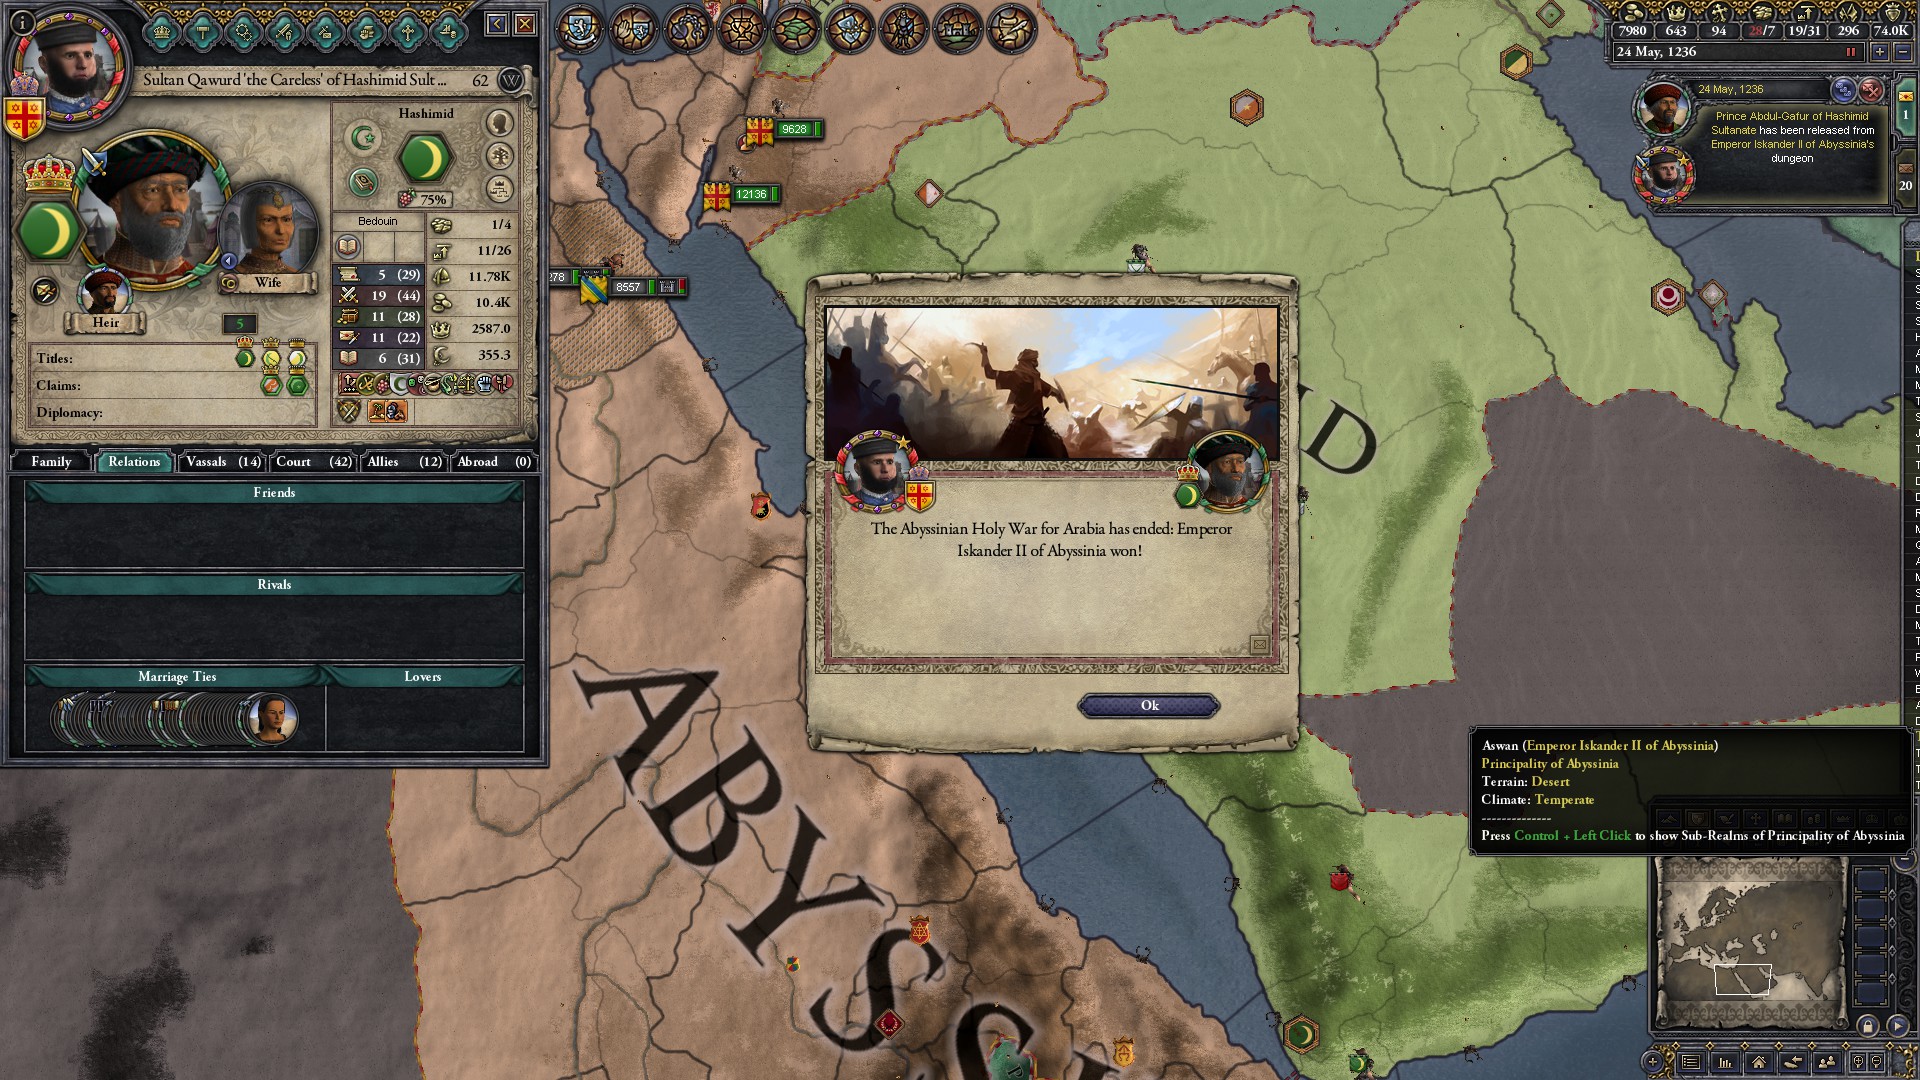 Sultan Qawurd 'the Careless' of Hashimid Sult ... 62
Hashimid
75%
Bedouin
1/4
11/26
5 (29)
11.78K
19 (44)
10.4K
11 (28)
2587.0
11 (22)
355.3
6 (31)
Wife
Heir
5
Titles:
Claims:
Diplomacy:
Family
Relations
Vassals (14)
Court (42)
Allies (12)
Abroad (0)
Friends
Rivals
Marriage Ties
Lovers
9628
12136
278
8557
7980 643 94 28/7 19/31 296 74.0K
24 May, 1236
24 May, 1236
Prince Abdul-Gafur of Hashimid
Sultanate has been released from
Emperor Iskander II of Abyssinia's
dungeon
1
20
The Abyssinian Holy War for Arabia has ended: Emperor
Iskander II of Abyssinia won!
Ok
ID
ABYSS
Aswan (Emperor Iskander II of Abyssinia)
Principality of Abyssinia
Terrain: Desert
Climate: Temperate
--------------
Press Control + Left Click to show Sub-Realms of Principality of Abyssinia